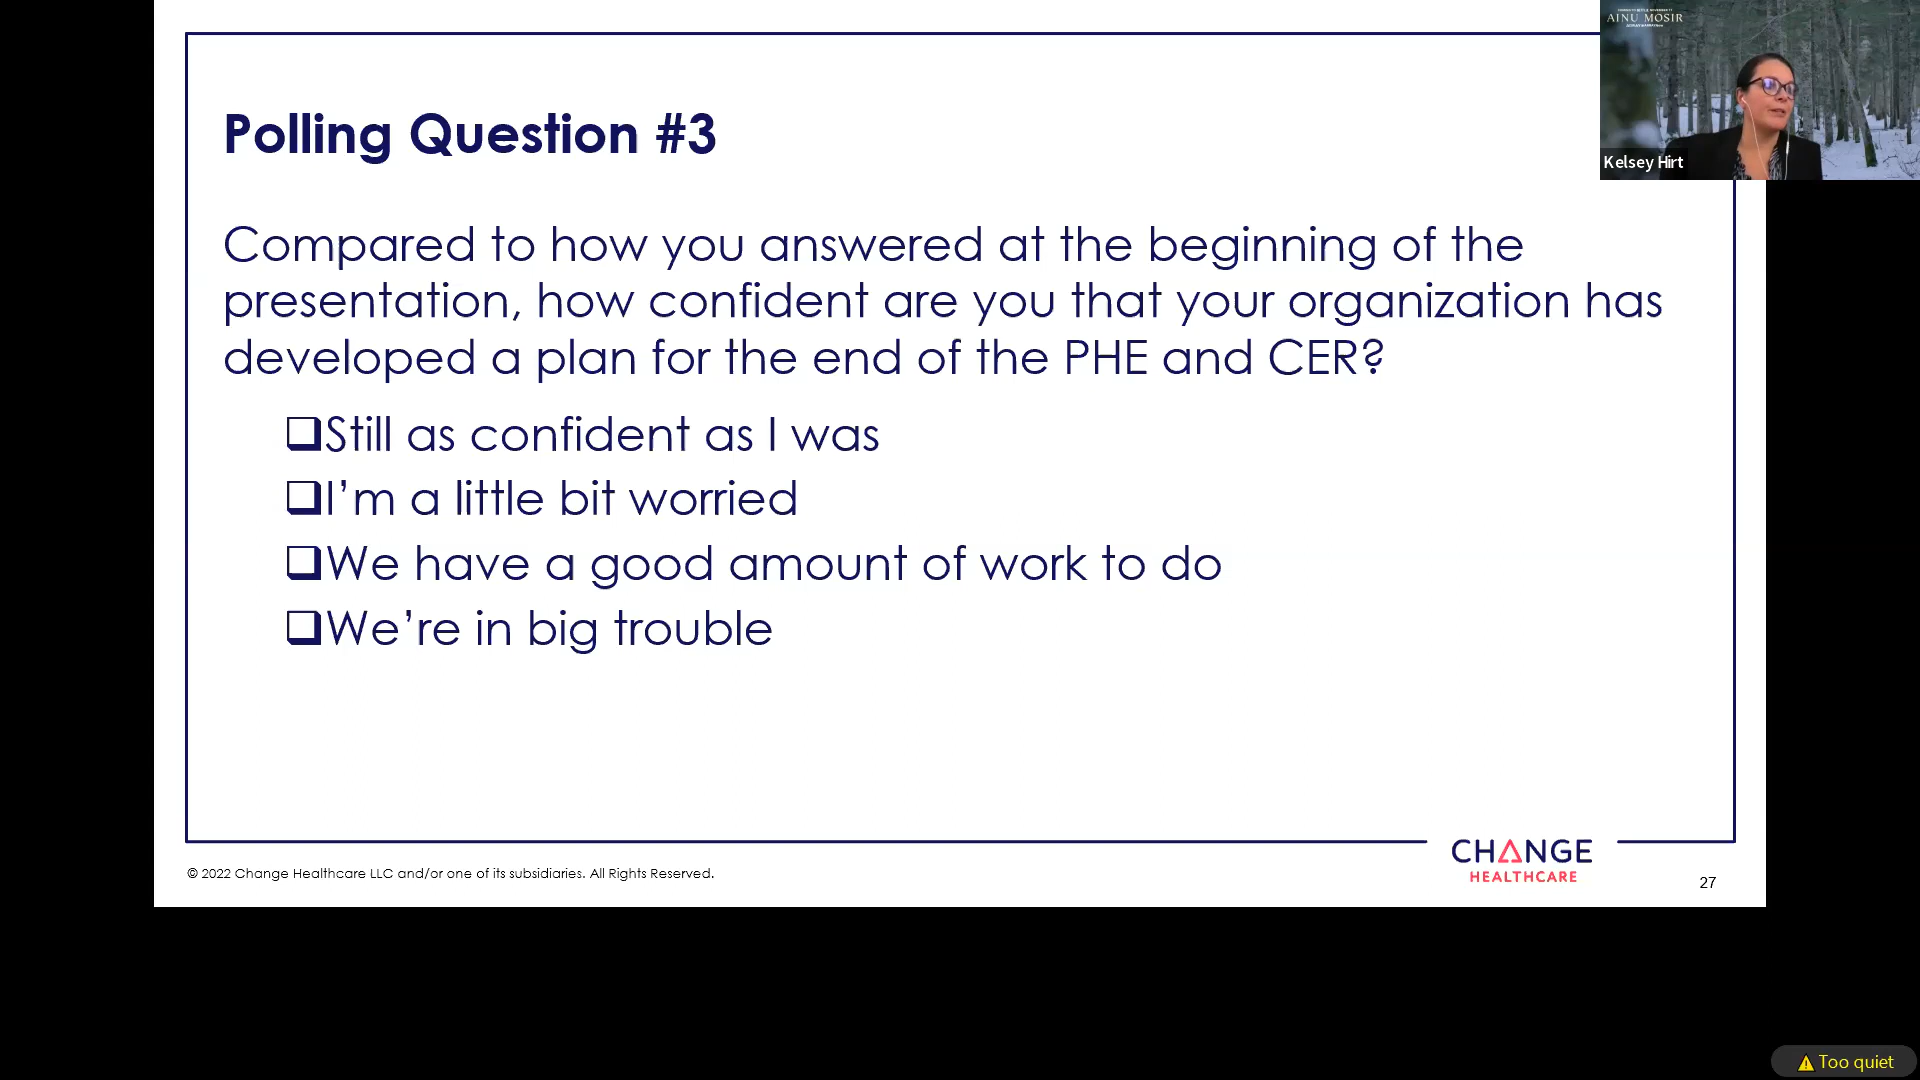 AINU MOSIR
Kelsey Hirt
Polling Question #3
Compared to how you answered at the beginning of the
presentation, how confident are you that your organization has
developed a plan for the end of the PHE and CER?
❑Still as confident as I was
❑I’m a little bit worried
❑We have a good amount of work to do
❑We’re in big trouble
© 2022 Change Healthcare LLC and/or one of its subsidiaries. All Rights Reserved.
CHANGE
HEALTHCARE
27
Too quiet